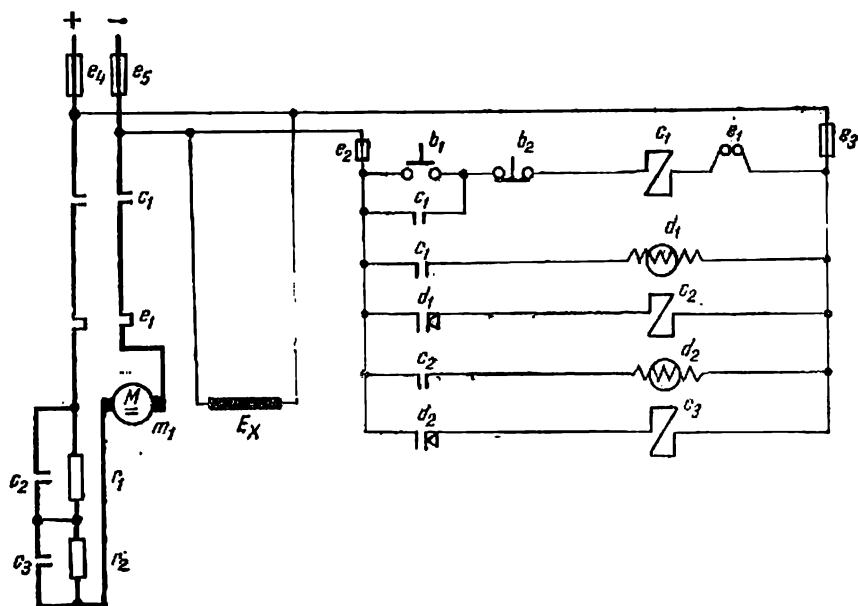 + −
e4 e5
e2 b1 b2 c1 e1 e3
c1
c1
c1 d1
d1 c2
e1
c2 d2
M
m1
Ex
d2 c3
c2 r1
c3 r2